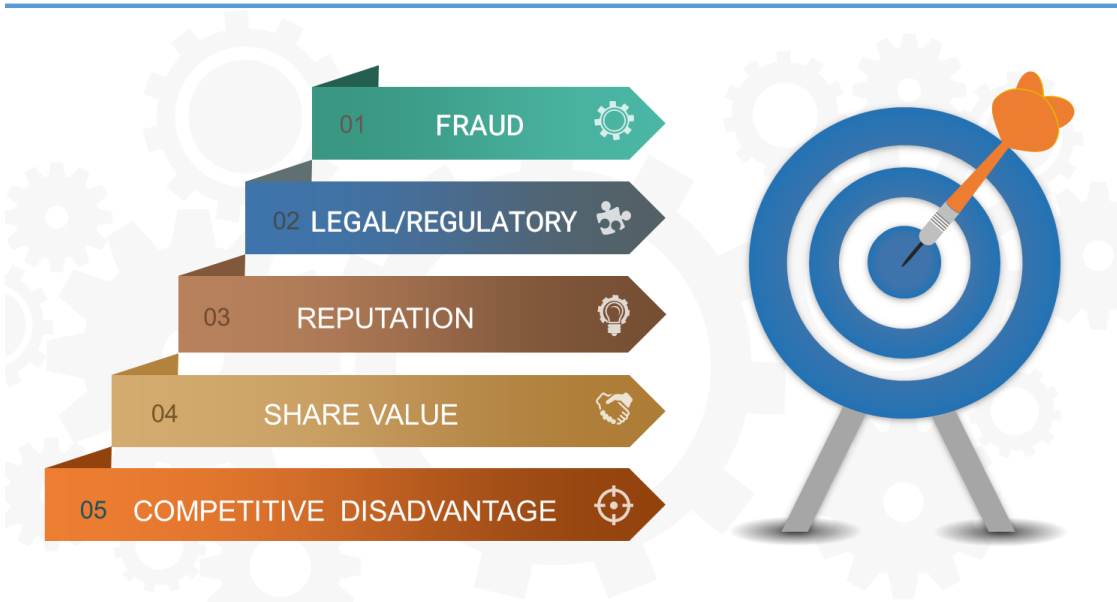 01 FRAUD
02 LEGAL/REGULATORY
03 REPUTATION
04 SHARE VALUE
05 COMPETITIVE DISADVANTAGE